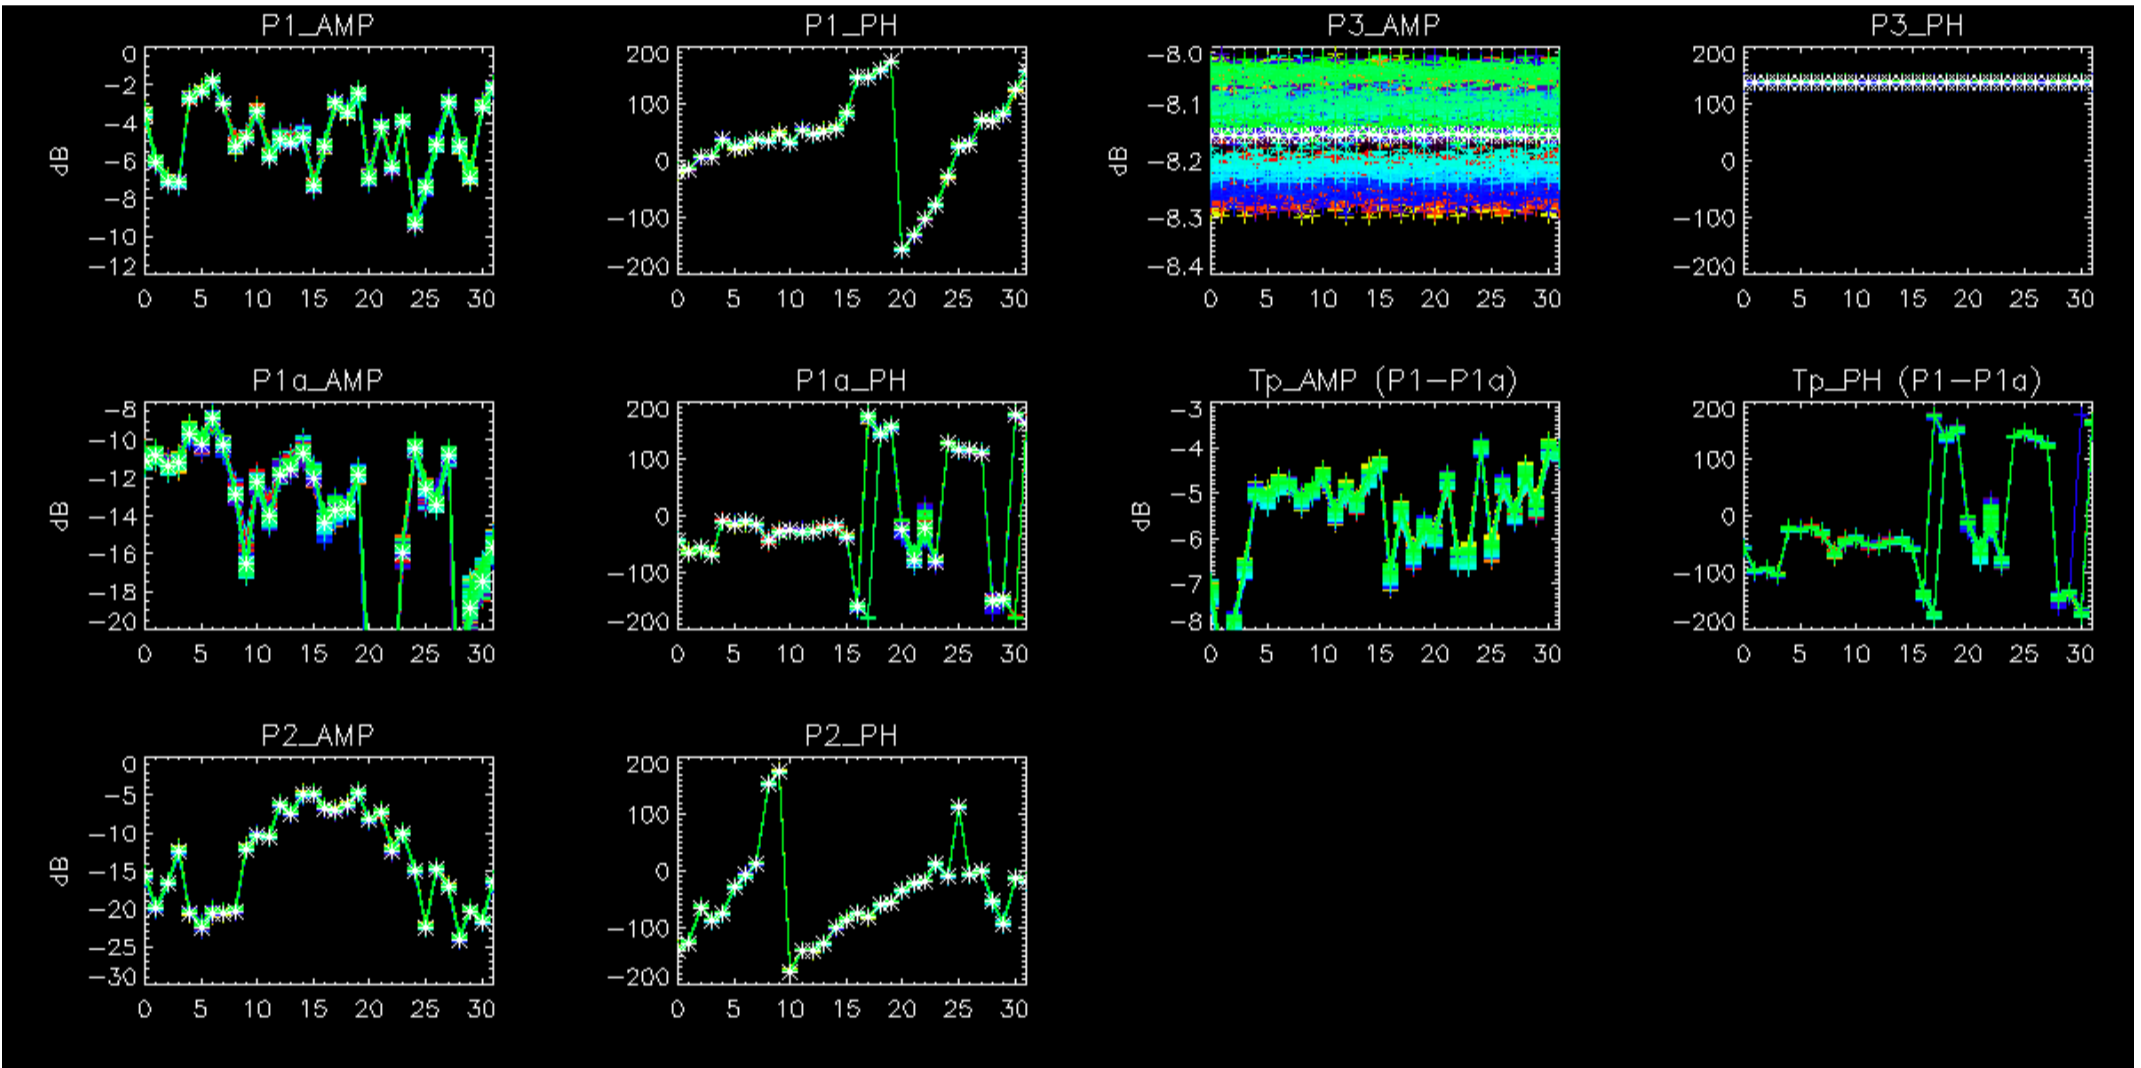 P1_AMP P1_PH P3_AMP P3_PH
0 200 -8.0 200
-2
-4 100 -8.1 100
dB -6 0 dB -8.2 0
-8 -100 -8.3 -100
-10
-12 -200 -8.4 -200
0 5 10 15 20 25 30 0 5 10 15 20 25 30 0 5 10 15 20 25 30 0 5 10 15 20 25 30
P1a_AMP P1a_PH Tp_AMP (P1-P1a) Tp_PH (P1-P1a)
-8 200 -3 200
-10 100 -4 100
-12
dB -14 0 dB -5 0
-16 -6
-18 -100 -7 -100
-20 -200 -8 -200
0 5 10 15 20 25 30 0 5 10 15 20 25 30 0 5 10 15 20 25 30 0 5 10 15 20 25 30
P2_AMP P2_PH
0 200
-5 100
-10
dB -15 0
-20 -100
-25
-30 -200
0 5 10 15 20 25 30 0 5 10 15 20 25 30